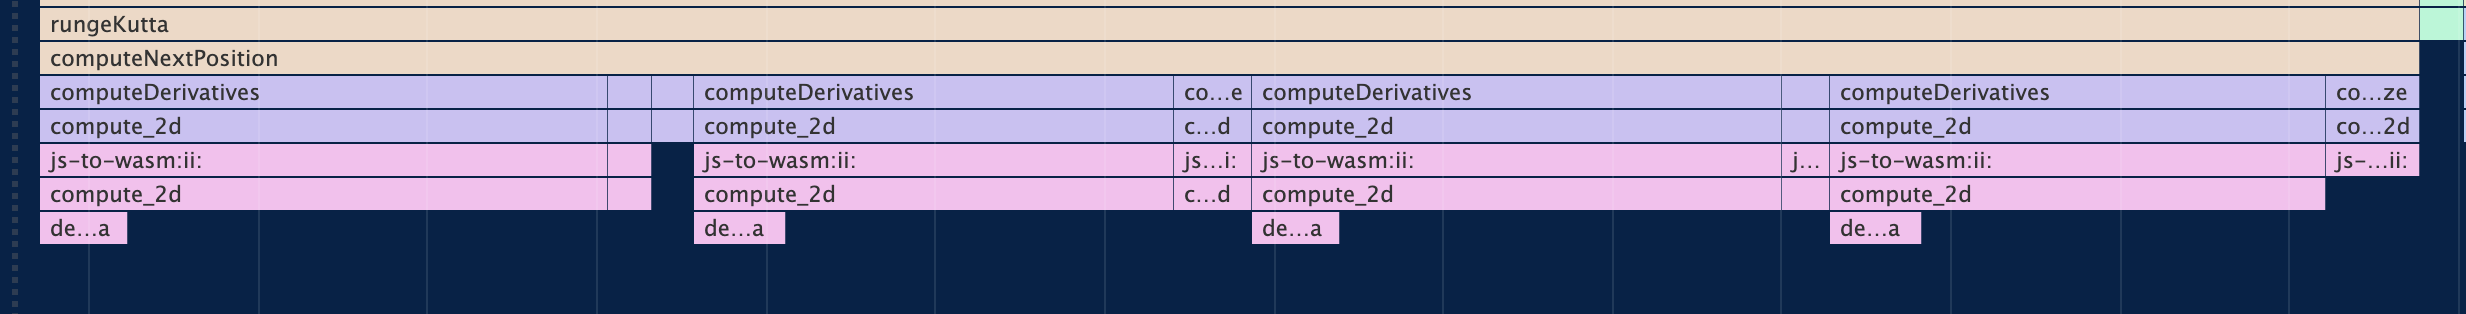 rungeKutta
computeNextPosition
computeDerivatives computeDerivatives co...e computeDerivatives computeDerivatives co...ze
compute_2d compute_2d c...d compute_2d compute_2d co...2d
js-to-wasm:ii: js-to-wasm:ii: js...i: js-to-wasm:ii: j... js-to-wasm:ii: js-...ii:
compute_2d compute_2d c...d compute_2d compute_2d
de...a de...a de...a de...a